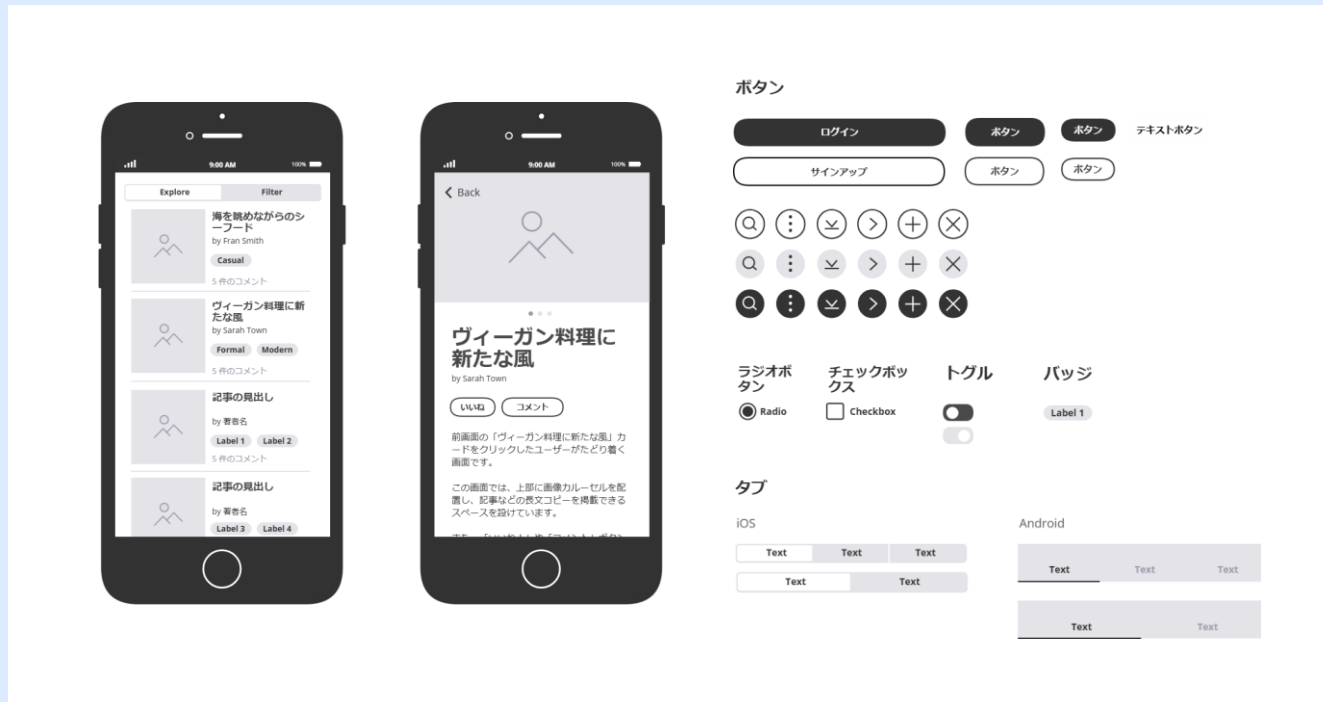 9:00 AM
100%
Explore
Filter
海を眺めながらのシ
ーフード
by Fran Smith
Casual
5 件のコメント
ヴィーガン料理に新
たな風
by Sarah Town
Formal Modern
5 件のコメント
記事の見出し
by 著者名
Label 1 Label 2
5 件のコメント
記事の見出し
by 著者名
Label 3 Label 4
9:00 AM
100%
Back
ヴィーガン料理に
新たな風
by Sarah Town
いいね コメント
前画面の「ヴィーガン料理に新たな風」カ
ードをクリックしたユーザーがたどり着く
画面です。
この画面では、上部に画像カルーセルを配
置し、記事などの長文コピーを掲載できる
スペースを設けています。
ボタン
ログイン ボタン ボタン テキストボタン
サインアップ ボタン ボタン
ラジオボ
タン
Radio
チェックボッ
クス
Checkbox
トグル
バッジ
Label 1
タブ
iOS
Text Text Text
Text Text
Android
Text Text Text
Text Text